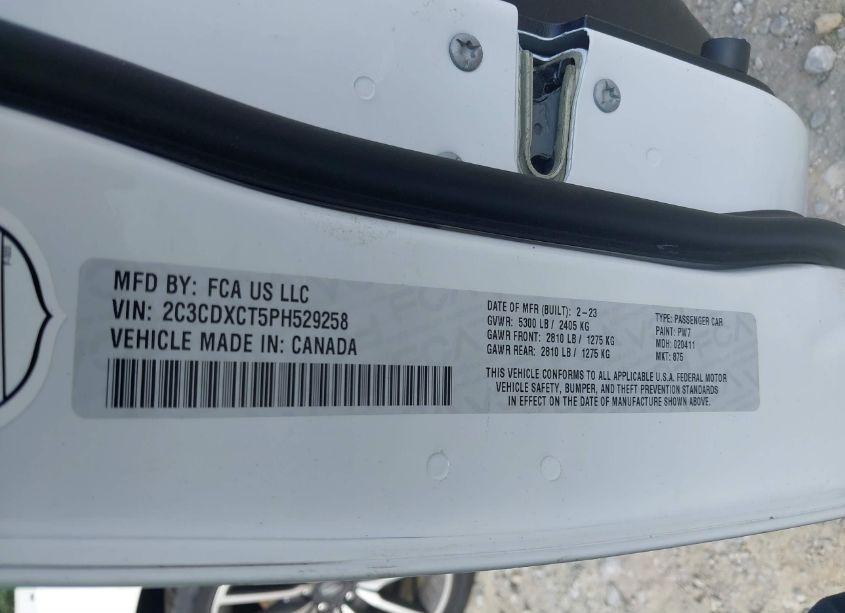 MFD BY: FCA US LLC
VIN: 2C3CDXCT5PH529258
VEHICLE MADE IN: CANADA
DATE OF MFR (BUILT): 2-23
GVWR: 5300 LB / 2405 KG
GAWR FRONT: 2810 LB / 1275 KG
GAWR REAR: 2810 LB / 1275 KG
TYPE: PASSENGER CAR
PAINT: PW7
MDH: 020411
MKT: 875
THIS VEHICLE CONFORMS TO ALL APPLICABLE U.S.A. FEDERAL MOTOR
VEHICLE SAFETY, BUMPER, AND THEFT PREVENTION STANDARDS
IN EFFECT ON THE DATE OF MANUFACTURE SHOWN ABOVE.